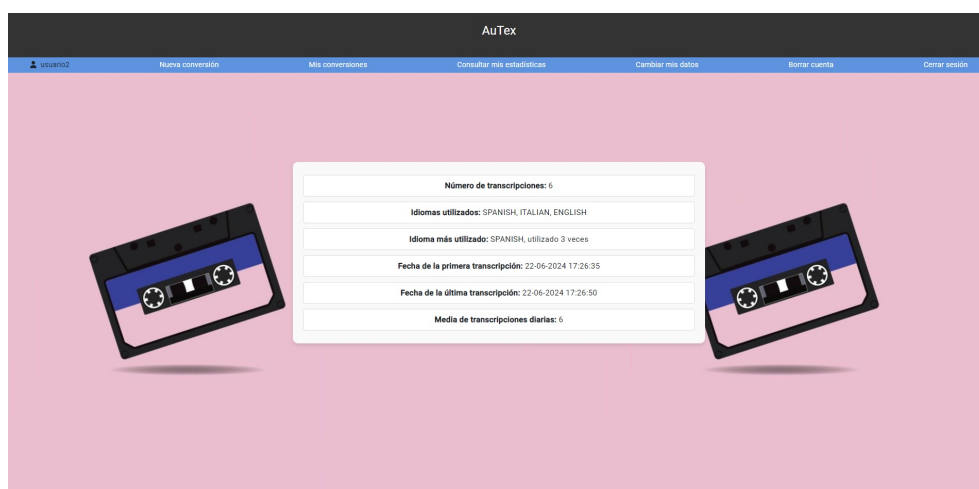 AuTex
usuario2 Nueva conversión Mis conversiones Consultar mis estadísticas Cambiar mis datos Borrar cuenta Cerrar sesión
Número de transcripciones: 6
Idiomas utilizados: SPANISH, ITALIAN, ENGLISH
Idioma más utilizado: SPANISH, utilizado 3 veces
Fecha de la primera transcripción: 22-06-2024 17:26:35
Fecha de la última transcripción: 22-06-2024 17:26:50
Media de transcripciones diarias: 6